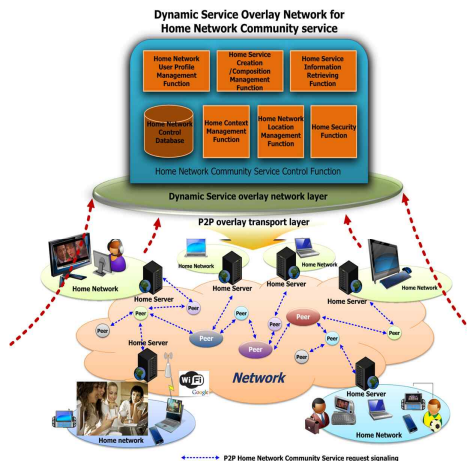 Dynamic Service Overlay Network for
Home Network Community service
Home Network
User Profile
Management
Function
Home Service
Creation
/Composition
Management
Function
Home Service
Information
Retrieving
Function
Home Network
Control
Database
Home Context
Management
Function
Home Network
Location
Management
Function
Home Security
Function
Home Network Community Service Control Function
Dynamic Service overlay network layer
P2P overlay transport layer
Home Network
Home Network
Home Network
Home Network
Home Server
Home Server
Home Server
Home Server
Peer
Peer
Peer
Peer
Peer
Peer
Peer
Peer
Peer
Peer
Peer
Peer
Home Server
Network
WiFi
Google
Home Server
Home network
Home Network
P2P Home Network Community Service request signaling